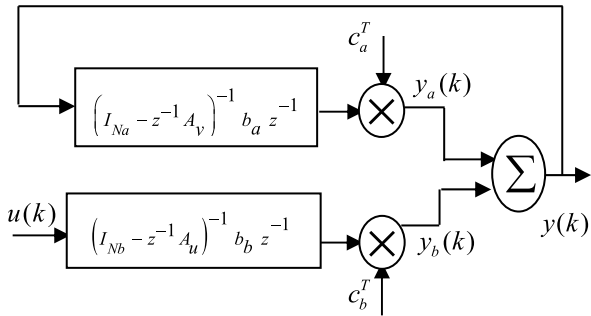 c_a^T
y_a(k)
(I_{Na} – z^{-1} A_v)^{-1} b_a z^{-1}
×
Σ
u(k)
(I_{Nb} – z^{-1} A_u)^{-1} b_b z^{-1}
×
y_b(k)
y(k)
c_b^T